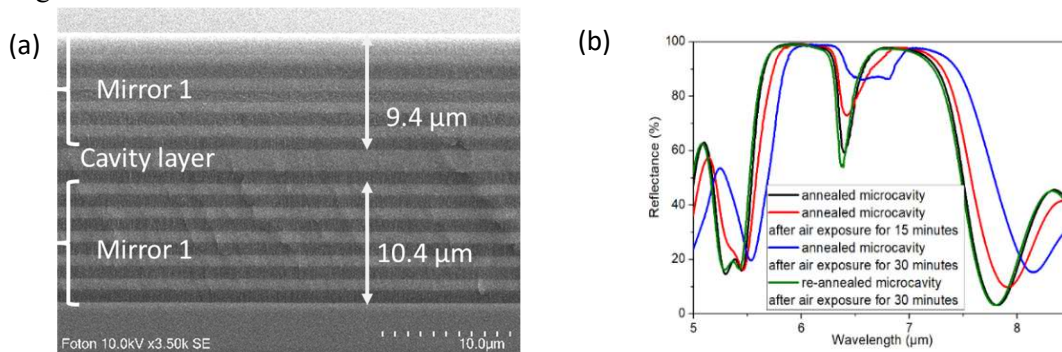 (a)
Mirror 1
9.4 µm
Cavity layer
Mirror 1
10.4 µm
Foton 10.0kV x3.50k SE
10.0µm
(b)
100
80
60
40
20
0
Reflectance (%)
annealed microcavity
annealed microcavity
after air exposure for 15 minutes
annealed microcavity
after air exposure for 30 minutes
re-annealed microcavity
after air exposure for 30 minutes
5 6 7 8
Wavelength (µm)